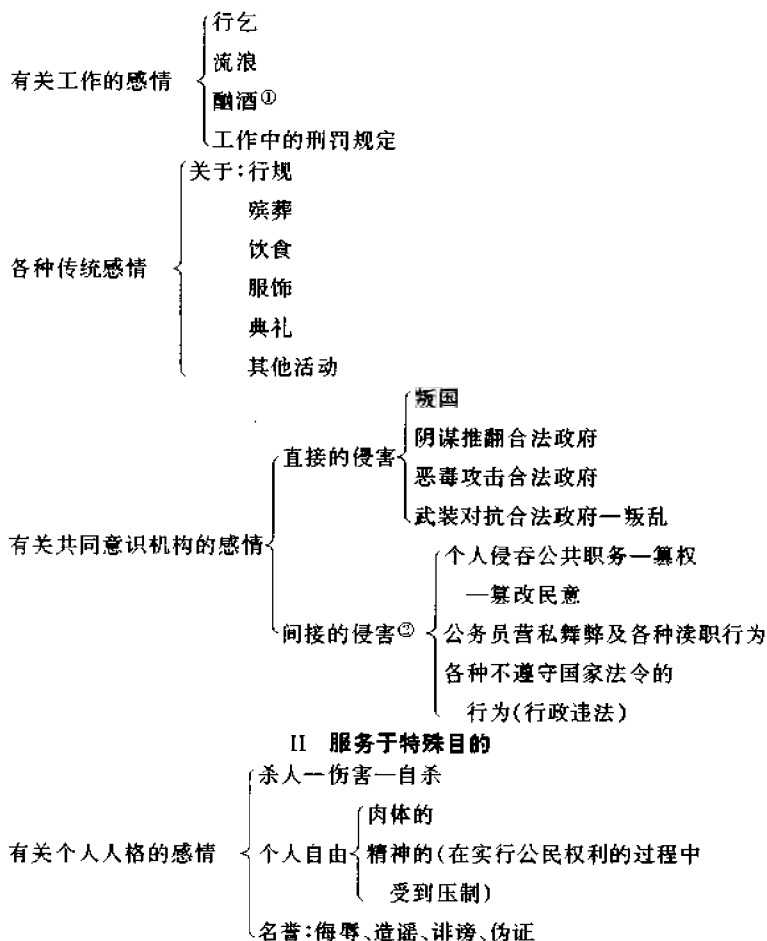 有关工作的感情
行乞
流浪
酗酒①
工作中的刑罚规定
各种传统感情
关于:行规
殡葬
饮食
服饰
典礼
其他活动
有关共同意识机构的感情
直接的侵害
叛国
阴谋推翻合法政府
恶毒攻击合法政府
武装对抗合法政府—叛乱
间接的侵害②
个人侵吞公共职务—篡权
—篡改民意
公务员营私舞弊及各种渎职行为
各种不遵守国家法令的
行为(行政违法)
II 服务于特殊目的
有关个人人格的感情
杀人—伤害—自杀
个人自由
肉体的
精神的(在实行公民权利的过程中
受到压制)
名誉:侮辱、造谣、诽谤、伪证